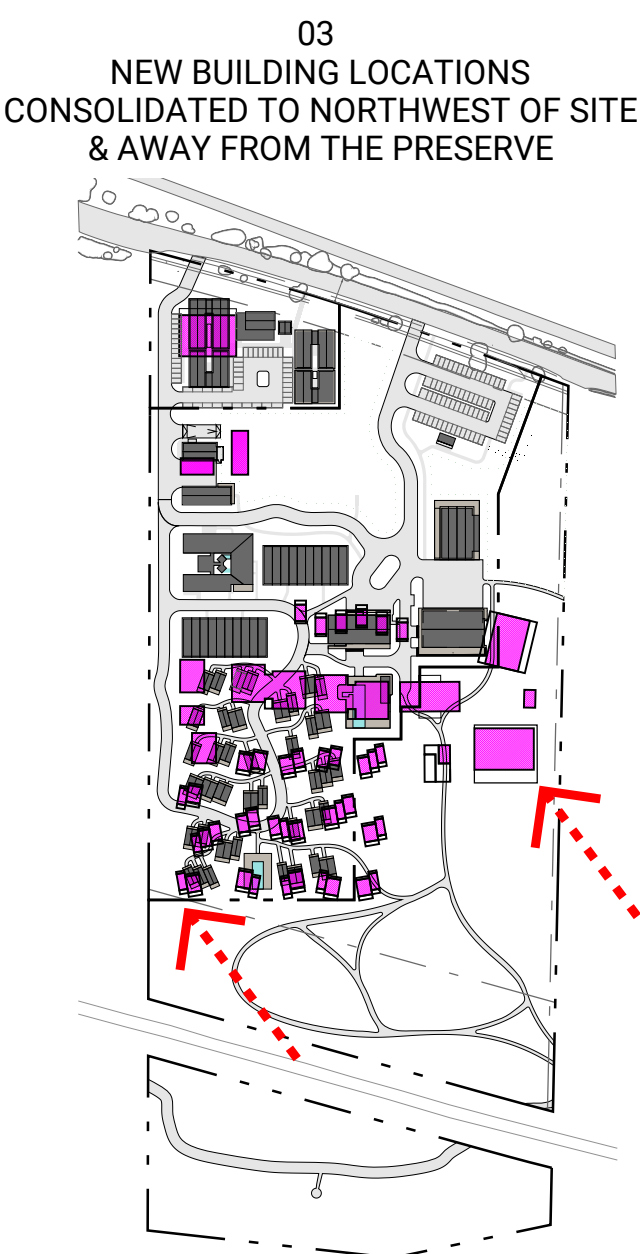 03
NEW BUILDING LOCATIONS
CONSOLIDATED TO NORTHWEST OF SITE
& AWAY FROM THE PRESERVE